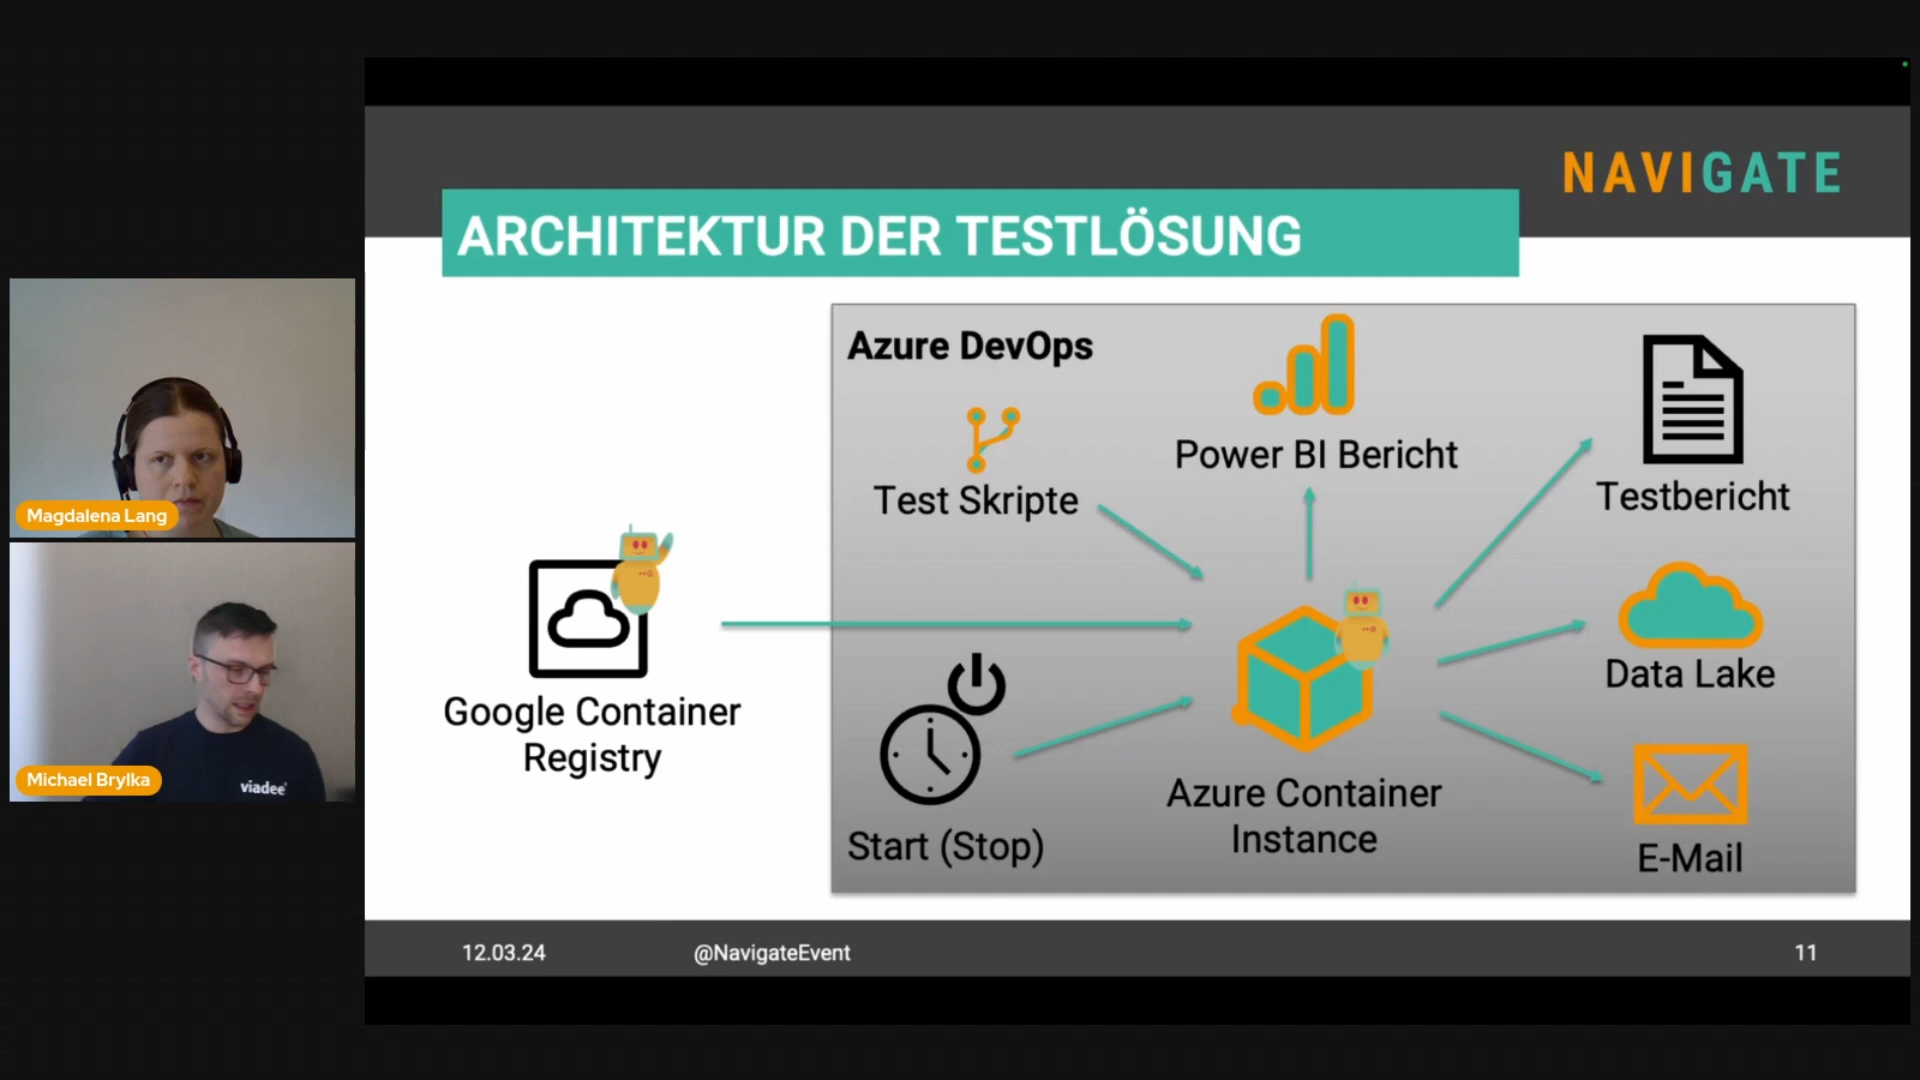 NAVIGATE
ARCHITEKTUR DER TESTLÖSUNG
Azure DevOps
Test Skripte
Power BI Bericht
Testbericht
Google Container
Registry
Start (Stop)
Azure Container
Instance
Data Lake
E-Mail
12.03.24
@NavigateEvent
11
Magdalena Lang
Michael Brylka
viadee